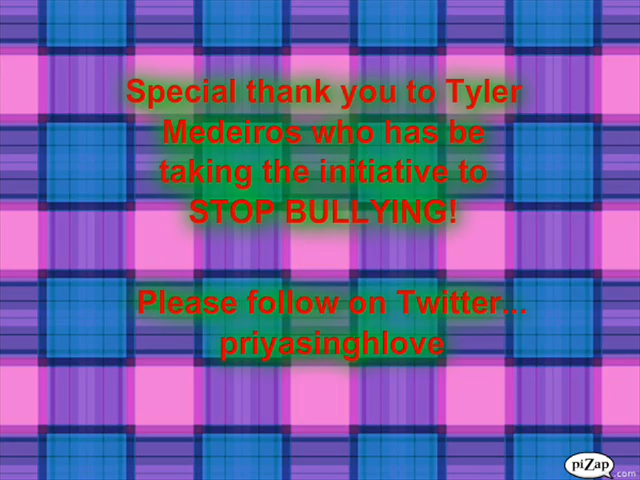 Special thank you to Tyler
Medeiros who has be
taking the initiative to
STOP BULLYING!
Please follow on Twitter...
priyasinghlove
piZap
.com